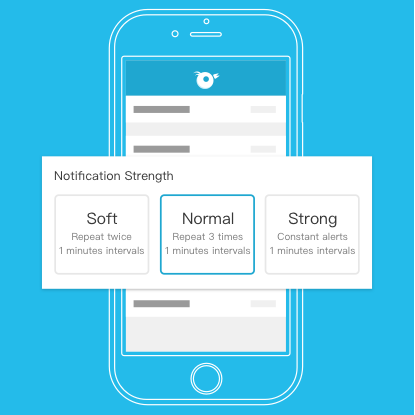 Notification Strength
Soft
Repeat twice
1 minutes intervals
Normal
Repeat 3 times
1 minutes intervals
Strong
Constant alerts
1 minutes intervals